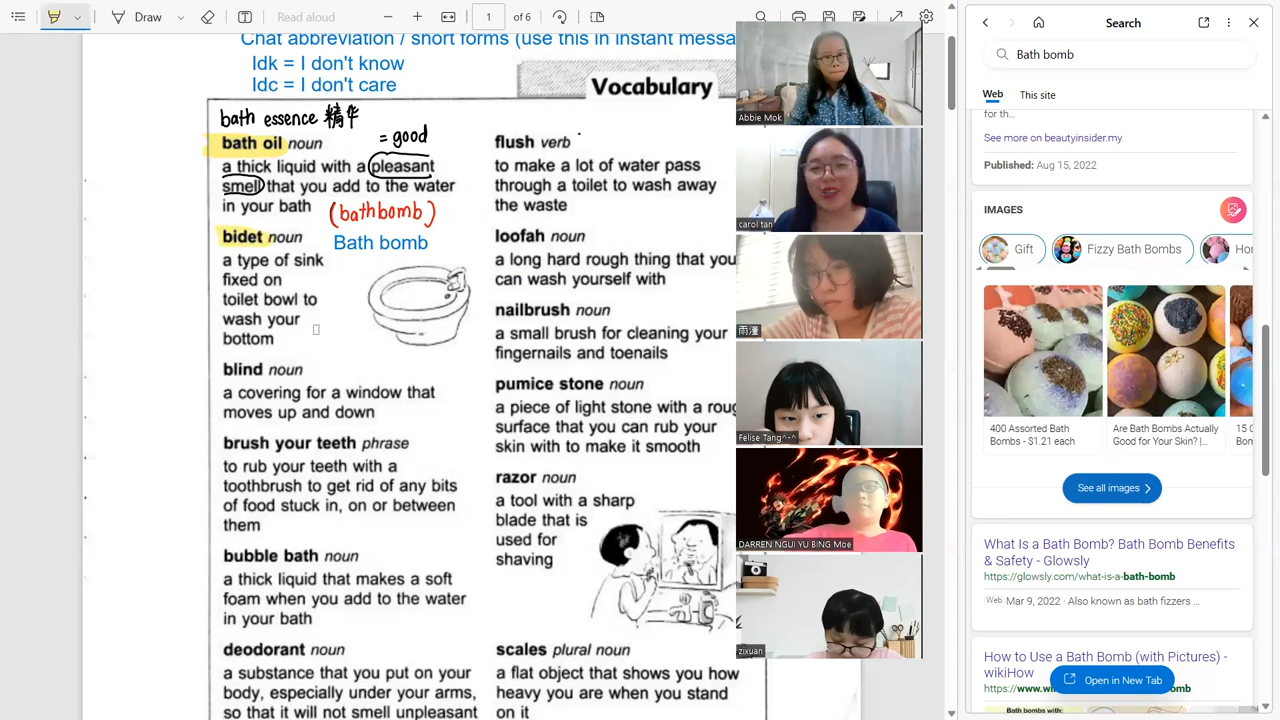 Draw
Read aloud
1
of 6
Chat abbreviation / short forms (use this in instant messa
Idk = I don't know
Idc = I don't care
Vocabulary
bath essence 精华
bath oil noun
= good
a thick liquid with a pleasant
smell that you add to the water
in your bath
(bathbomb)
Bath bomb
bidet noun
a type of sink
fixed on
toilet bowl to
wash your
bottom
blind noun
a covering for a window that
moves up and down
brush your teeth phrase
to rub your teeth with a
toothbrush to get rid of any bits
of food stuck in, on or between
them
bubble bath noun
a thick liquid that makes a soft
foam when you add to the water
in your bath
deodorant noun
a substance that you put on your
body, especially under your arms,
so that it will not smell unpleasant
flush verb
to make a lot of water pass
through a toilet to wash away
the waste
loofah noun
a long hard rough thing that you
can wash yourself with
nailbrush noun
a small brush for cleaning your
fingernails and toenails
pumice stone noun
a piece of light stone with a roug
surface that you can rub your
skin with to make it smooth
razor noun
a tool with a sharp
blade that is
used for
shaving
scales plural noun
a flat object that shows you how
heavy you are when you stand
on it
Abbie Mok
carol tan
雨潼
Felise Tang^-^
DARREN NGUI YU BING Moe
zixuan
Search
Bath bomb
Web
This site
for th...
See more on beautyinsider.my
Published: Aug 15, 2022
IMAGES
Gift
Fizzy Bath Bombs
Hor
400 Assorted Bath
Bombs - $1.21 each
Are Bath Bombs Actually
Good for Your Skin? |...
15 C
Bom
See all images
What Is a Bath Bomb? Bath Bomb Benefits
& Safety - Glowsly
https://glowsly.com/what-is-a-bath-bomb
Web
Mar 9, 2022 · Also known as bath fizzers ...
How to Use a Bath Bomb (with Pictures) -
wikiHow
https://www.wi
omb
Open in New Tab
Bath bombs with: